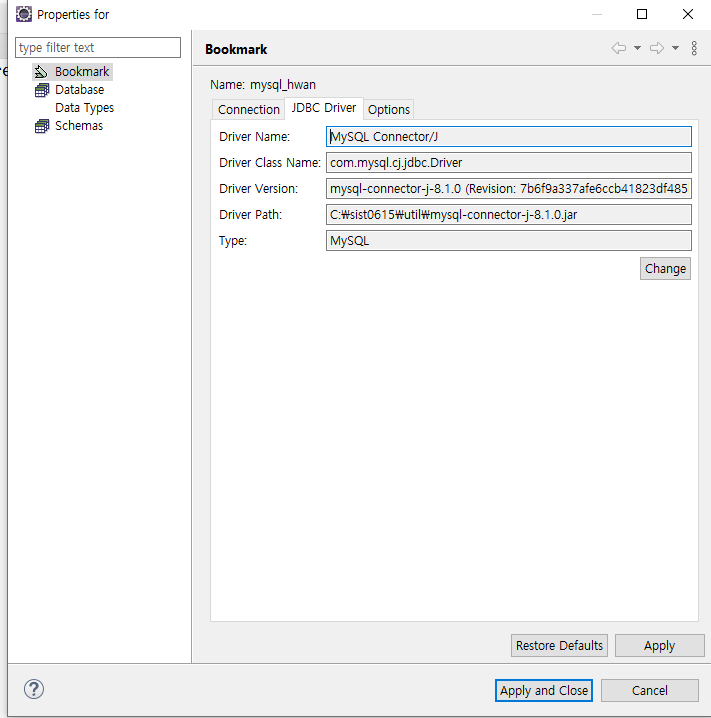 Properties for
type filter text
Bookmark
Database
Data Types
Schemas
Bookmark
Name: mysql_hwan
Connection
JDBC Driver
Options
Driver Name: MySQL Connector/J
Driver Class Name: com.mysql.cj.jdbc.Driver
Driver Version: mysql-connector-j-8.1.0 (Revision: 7b6f9a337afe6ccb41823df485
Driver Path: C:₩sist0615₩util₩mysql-connector-j-8.1.0.jar
Type: MySQL
Change
Restore Defaults
Apply
?
Apply and Close
Cancel